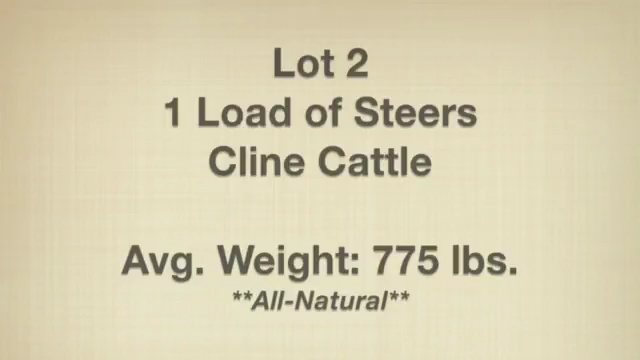 Lot 2
1 Load of Steers
Cline Cattle
Avg. Weight: 775 lbs.
**All-Natural**